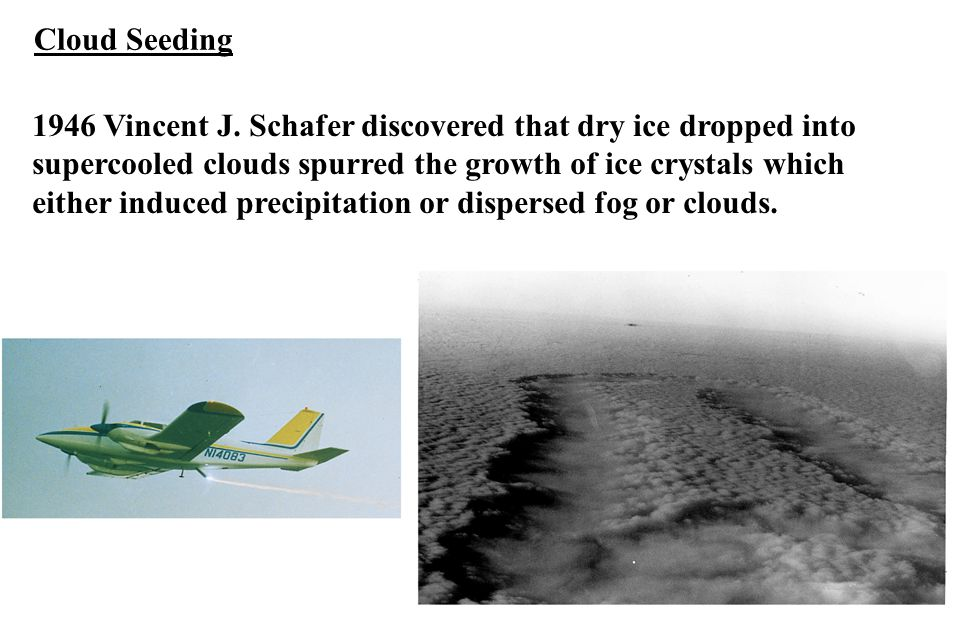 Cloud Seeding
1946 Vincent J. Schafer discovered that dry ice dropped into
supercooled clouds spurred the growth of ice crystals which
either induced precipitation or dispersed fog or clouds.
N14083